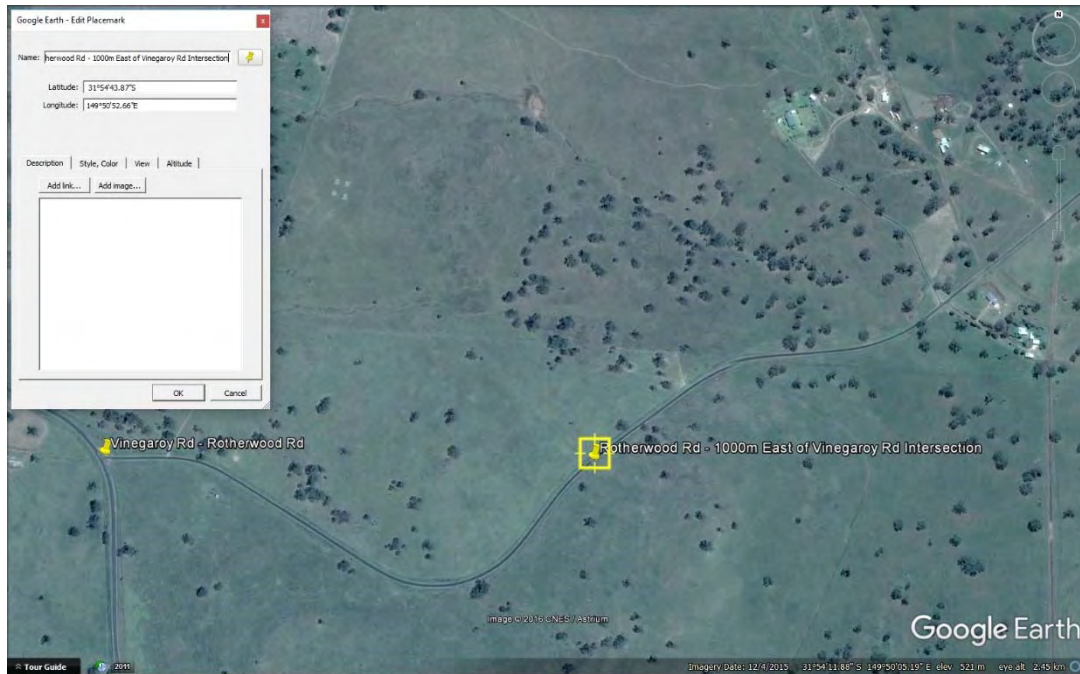 Google Earth - Edit Placemark
x
Name: herwood Rd - 1000m East of Vinegaroy Rd Intersection
Latitude: 31°54'43.87"S
Longitude: 149°50'52.66"E
Description Style, Color View Altitude
Add link... Add image...
OK Cancel
N
Vinegaroy Rd - Rotherwood Rd
Rotherwood Rd - 1000m East of Vinegaroy Rd Intersection
Image © 2016 CNES / Astrium
Google Earth
Tour Guide 2011 Imagery Date: 12/4/2015 31°54'11.88" S 149°50'05.19" E elev 521 m eye alt 2.45 km